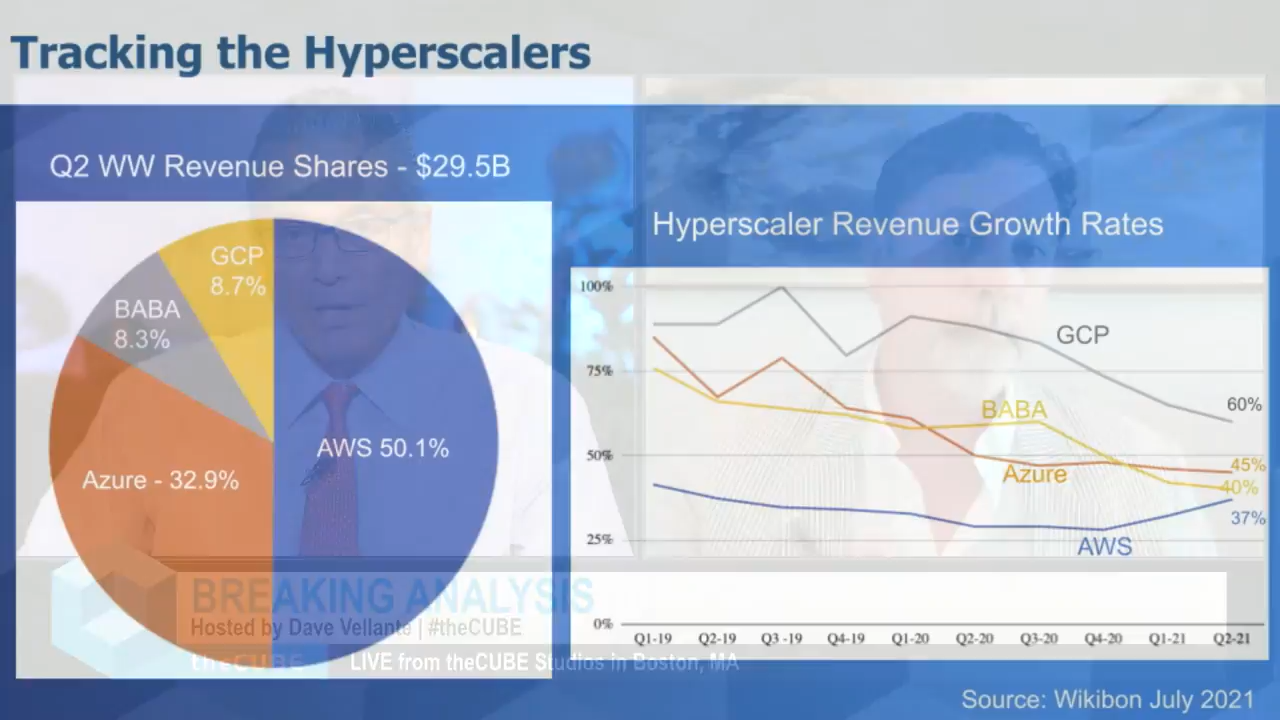 Tracking the Hyperscalers
Q2 WW Revenue Shares - $29.5B
GCP
8.7%
BABA
8.3%
Azure - 32.9%
AWS 50.1%
Hyperscaler Revenue Growth Rates
100%
75%
50%
25%
0%
GCP
BABA
Azure
AWS
60%
45%
40%
37%
Q1-19 Q2-19 Q3 -19 Q4-19 Q1-20 Q2-20 Q3-20 Q4-20 Q1-21 Q2-21
BREAKING ANALYSIS
Hosted by Dave Vellante | #theCUBE
theCUBE LIVE from theCUBE Studios in Boston, MA
Source: Wikibon July 2021